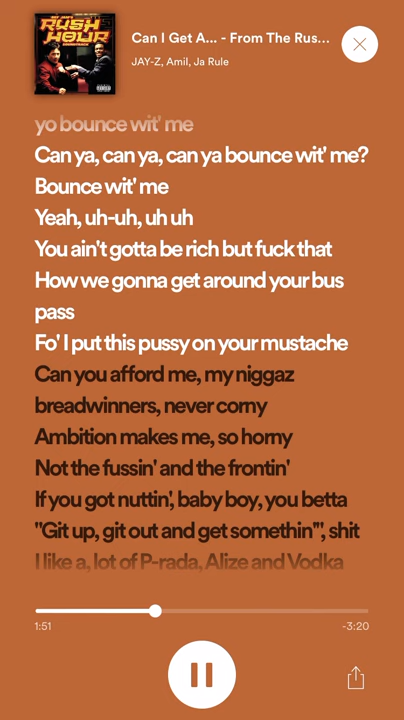 RUSH HOUR
SOUNDTRACK
Can I Get A... - From The Rus...
JAY-Z, Amil, Ja Rule
yo bounce wit' me
Can ya, can ya, can ya bounce wit' me?
Bounce wit' me
Yeah, uh-uh, uh uh
You ain't gotta be rich but fuck that
How we gonna get around your bus
pass
Fo' I put this pussy on your mustache
Can you afford me, my niggaz
breadwinners, never corny
Ambition makes me, so horny
Not the fussin' and the frontin'
If you got nuttin', baby boy, you betta
"Git up, git out and get somethin'", shit
I like a, lot of P-rada, Alize and Vodka
1:51
-3:20